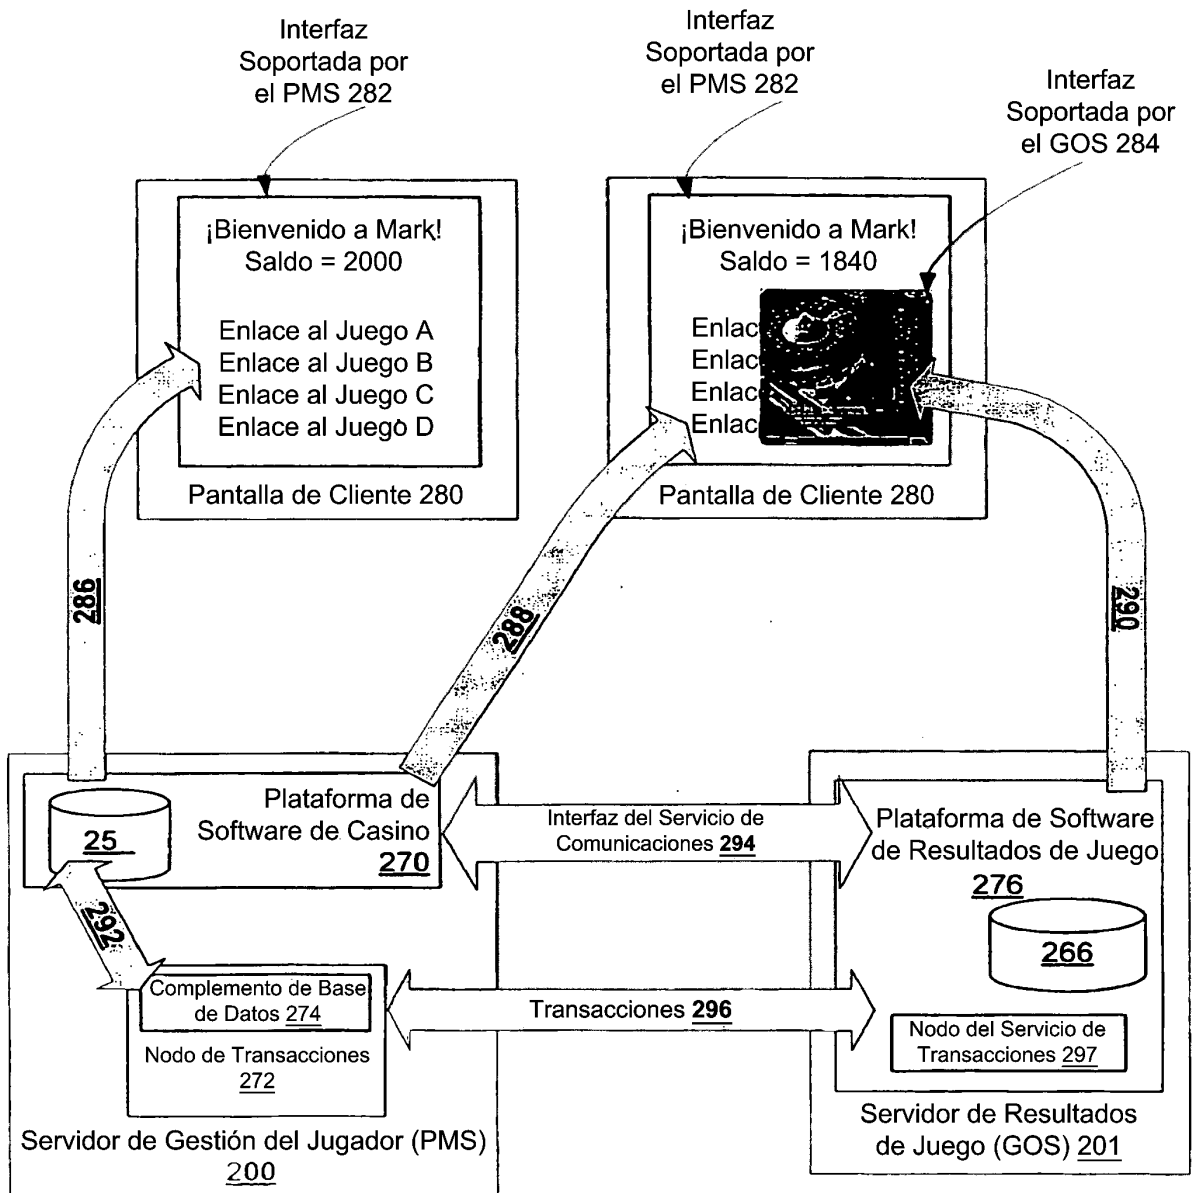 Interfaz
Soportada por
el PMS 282
Interfaz
Soportada por
el PMS 282
Interfaz
Soportada por
el GOS 284
¡Bienvenido a Mark!
Saldo = 2000
Enlace al Juego A
Enlace al Juego B
Enlace al Juego C
Enlace al Juego D
Pantalla de Cliente 280
¡Bienvenido a Mark!
Saldo = 1840
Enlac
Enlac
Enlac
Enlac
Pantalla de Cliente 280
286
288
290
25
Plataforma de
Software de Casino
270
Interfaz del Servicio de
Comunicaciones 294
Plataforma de Software
de Resultados de Juego
276
266
292
Complemento de Base
de Datos 274
Nodo de Transacciones
272
Transacciones 296
Nodo del Servicio de
Transacciones 297
Servidor de Gestión del Jugador (PMS)
200
Servidor de Resultados
de Juego (GOS) 201